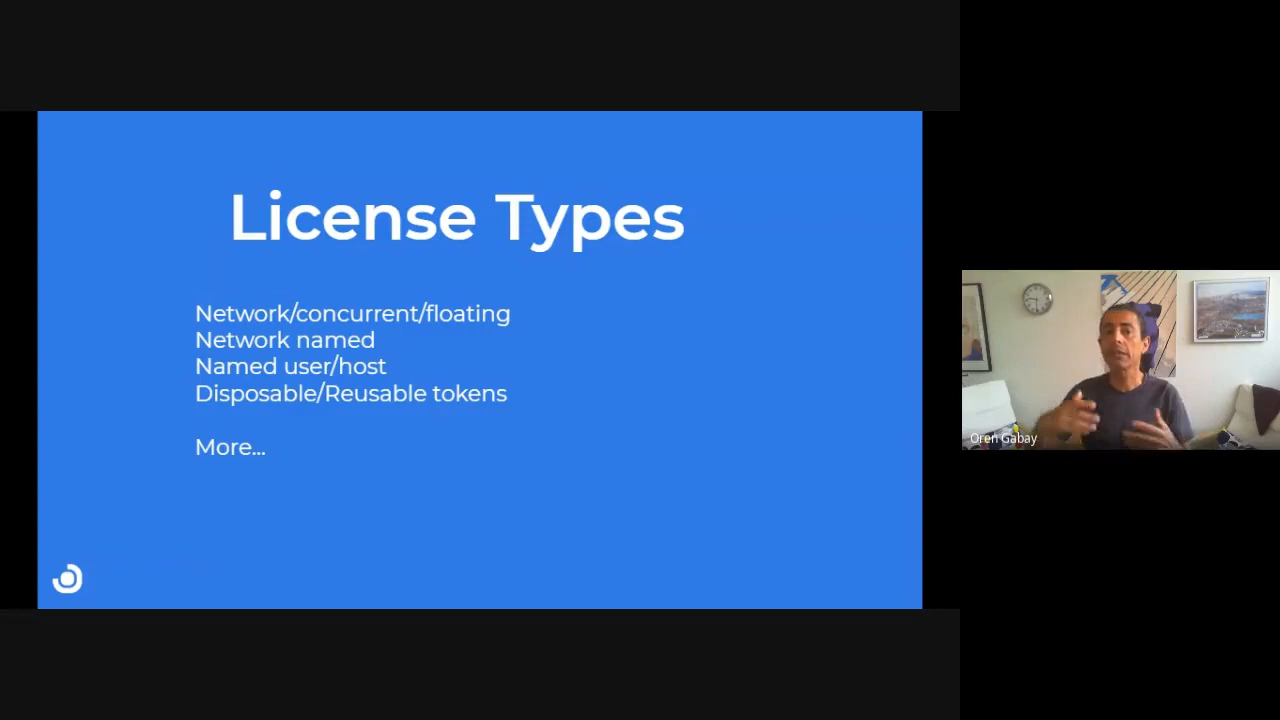 License Types
Network/concurrent/floating
Network named
Named user/host
Disposable/Reusable tokens
More...
Oren Gabay